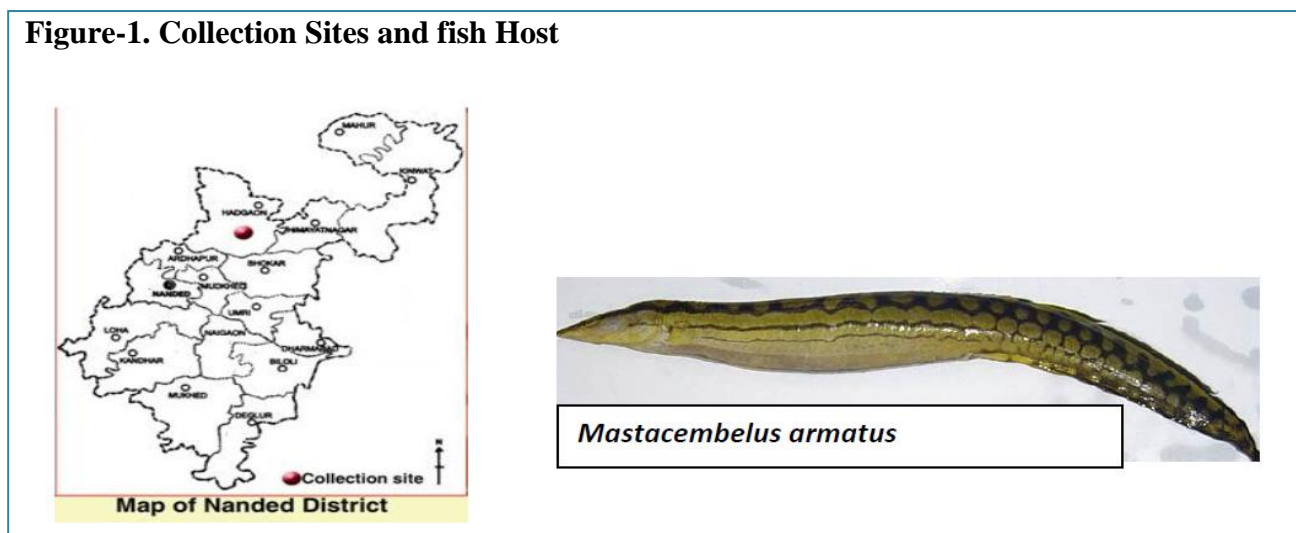 Figure-1. Collection Sites and fish Host
MAHUR
KINWAT
HADGAON
HIMAYATNAGAR
ARDHAPUR
BHOKAR
NANDED
MUDKHED
UMRI
LOHA
NAIGAON
DHARMABAD
KANDHAR
BILOLI
MUKHED
DEGLUR
N
Collection site
Map of Nanded District
Mastacembelus armatus